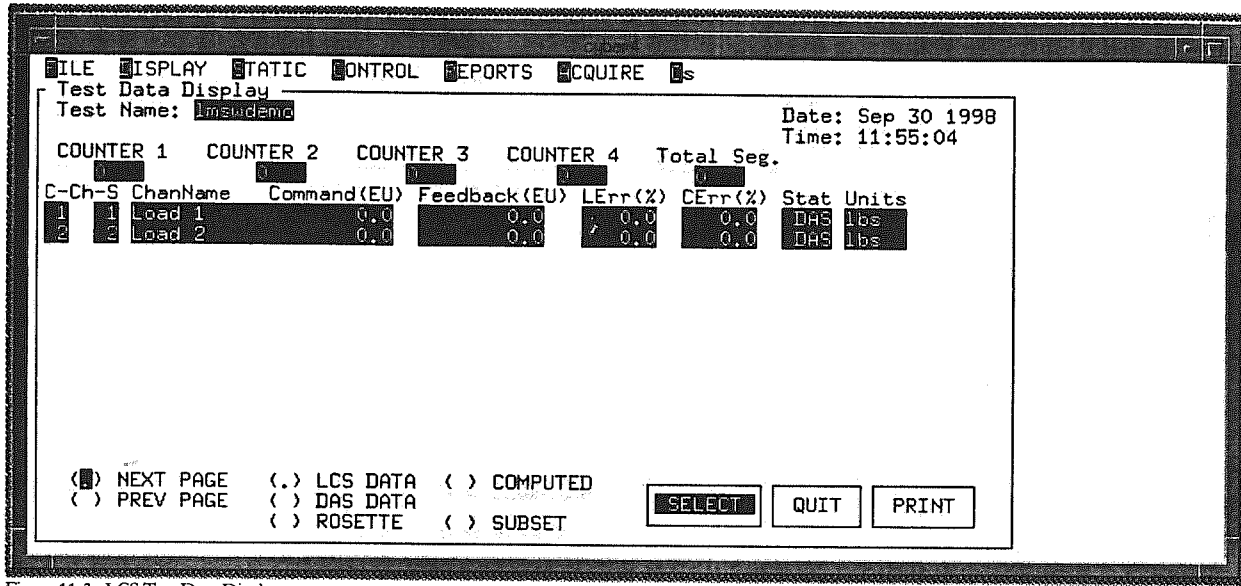 FILE DISPLAY STATIC CONTROL REPORTS ACQUIRE Qs
Test Data Display
Test Name: lmswdemo
Date: Sep 30 1998
Time: 11:55:04
COUNTER 1 COUNTER 2 COUNTER 3 COUNTER 4 Total Seg.
0 0 0 0 0
C-Ch-S ChanName Command(EU) Feedback(EU) LErr(%) CErr(%) Stat Units
1 1 Load 1 0.0 0.0 0.0 0.0 DAS lbs
2 2 Load 2 0.0 0.0 0.0 0.0 DAS lbs
(.) NEXT PAGE (.) LCS DATA ( ) COMPUTED
( ) PREV PAGE ( ) DAS DATA
( ) ROSETTE ( ) SUBSET
SELECT QUIT PRINT